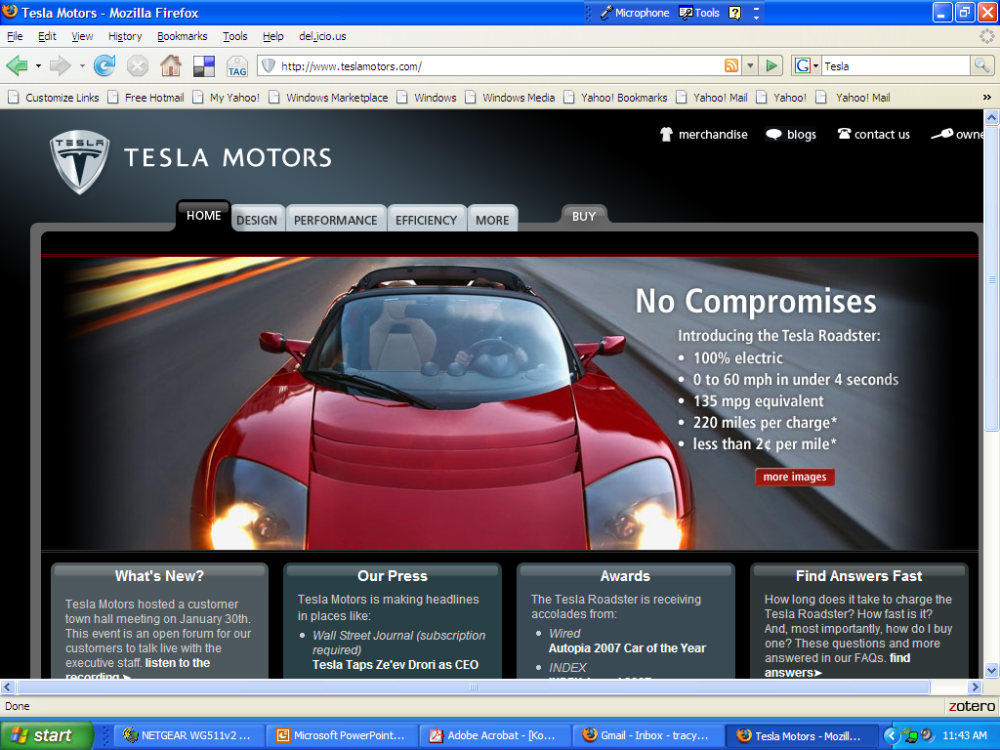 Tesla Motors - Mozilla Firefox
Microphone Tools
File Edit View History Bookmarks Tools Help del.icio.us
TAG http://www.teslamotors.com/ G Tesla
Customize Links Free Hotmail My Yahoo! Windows Marketplace Windows Windows Media Yahoo! Bookmarks Yahoo! Mail Yahoo! Yahoo! Mail »
merchandise blogs contact us owne
TESLA
TESLA MOTORS
HOME DESIGN PERFORMANCE EFFICIENCY MORE BUY
No Compromises
Introducing the Tesla Roadster:
• 100% electric
• 0 to 60 mph in under 4 seconds
• 135 mpg equivalent
• 220 miles per charge*
• less than 2¢ per mile*
more images
What's New?
Tesla Motors hosted a customer
town hall meeting on January 30th.
This event is an open forum for our
customers to talk live with the
executive staff. listen to the
recording
Our Press
Tesla Motors is making headlines
in places like:
• Wall Street Journal (subscription
required)
Tesla Taps Ze'ev Drori as CEO
Awards
The Tesla Roadster is receiving
accolades from:
• Wired
Autopia 2007 Car of the Year
• INDEX
Find Answers Fast
How long does it take to charge the
Tesla Roadster? How fast is it?
And, most importantly, how do I buy
one? These questions and more
answered in our FAQs. find
answers
Done zotero
start NETGEAR WG511v2 ... Microsoft PowerPoint... Adobe Acrobat - [Ko... Gmail - Inbox - tracy... Tesla Motors - Mozill... 11:43 AM